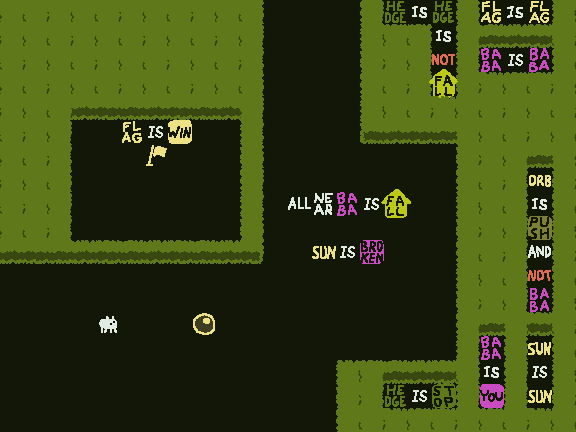 HEDGE IS HEDGE
IS
NOT
FALL
FLAG IS FLAG
BABA IS BABA
FLAG IS WIN
ALL NEAR BABA IS FALL
SUN IS BROKEN
ORB
IS
PUSH
AND
NOT
BABA
HEDGE IS STOP
BABA
IS
YOU
SUN
IS
SUN